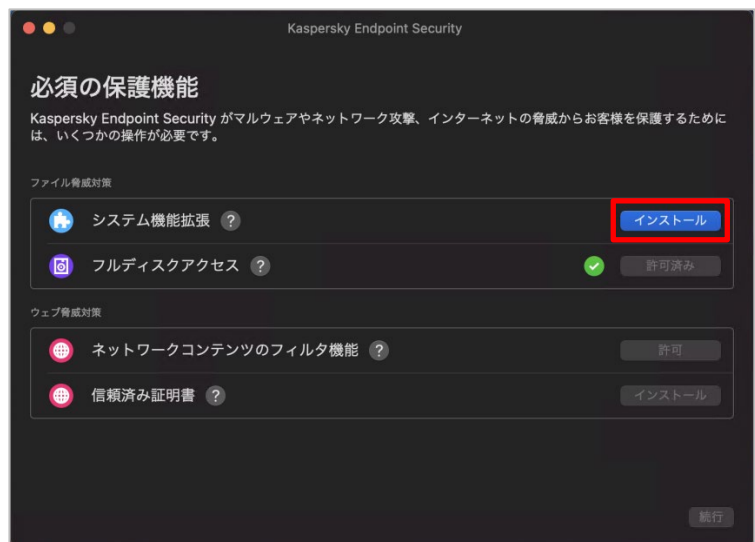 Kaspersky Endpoint Security
必須の保護機能
Kaspersky Endpoint Security がマルウェアやネットワーク攻撃、インターネットの脅威からお客様を保護するために
は、いくつかの操作が必要です。
ファイル脅威対策
システム機能拡張 ? インストール
フルディスクアクセス ? 許可済み
ウェブ脅威対策
ネットワークコンテンツのフィルタ機能 ? 許可
信頼済み証明書 ? インストール
続行